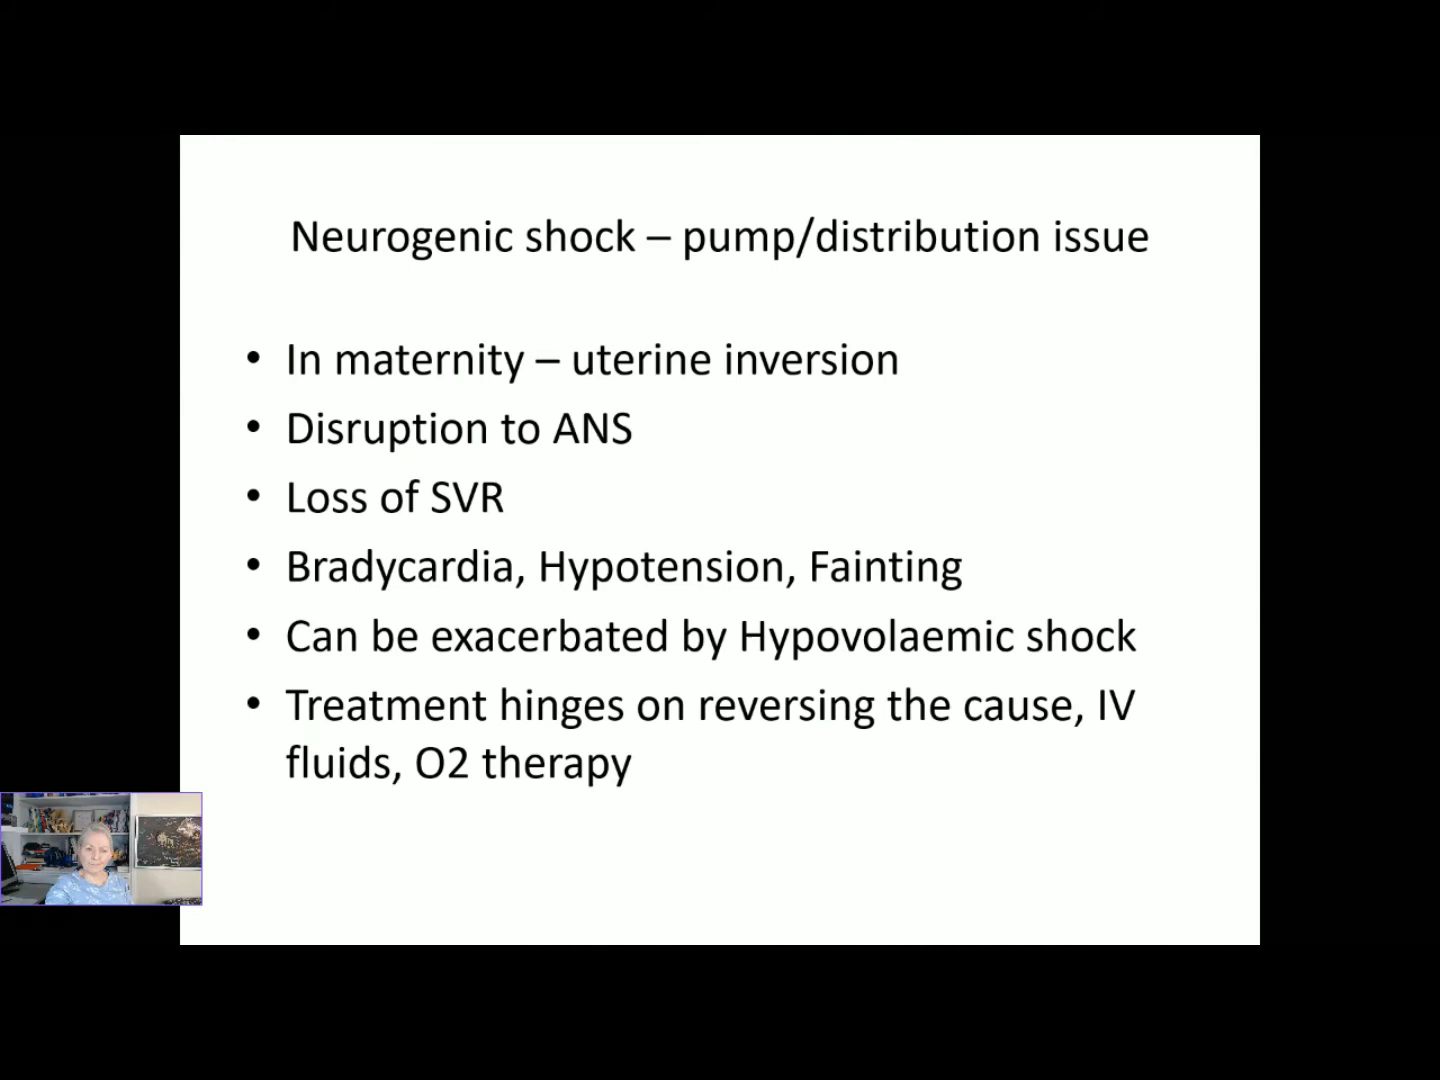 Neurogenic shock – pump/distribution issue
• In maternity – uterine inversion
• Disruption to ANS
• Loss of SVR
• Bradycardia, Hypotension, Fainting
• Can be exacerbated by Hypovolaemic shock
• Treatment hinges on reversing the cause, IV
fluids, O2 therapy